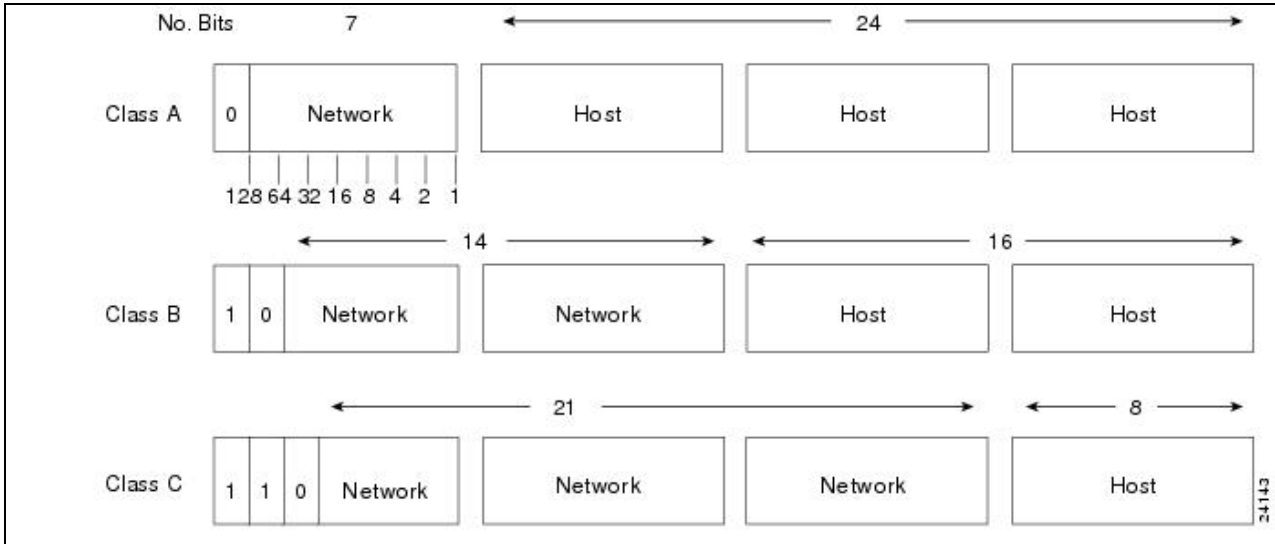 No. Bits 7 24
Class A 0 Network Host Host Host
128 64 32 16 8 4 2 1
14 16
Class B 1 0 Network Network Host Host
21 8
Class C 1 1 0 Network Network Network Host
24143